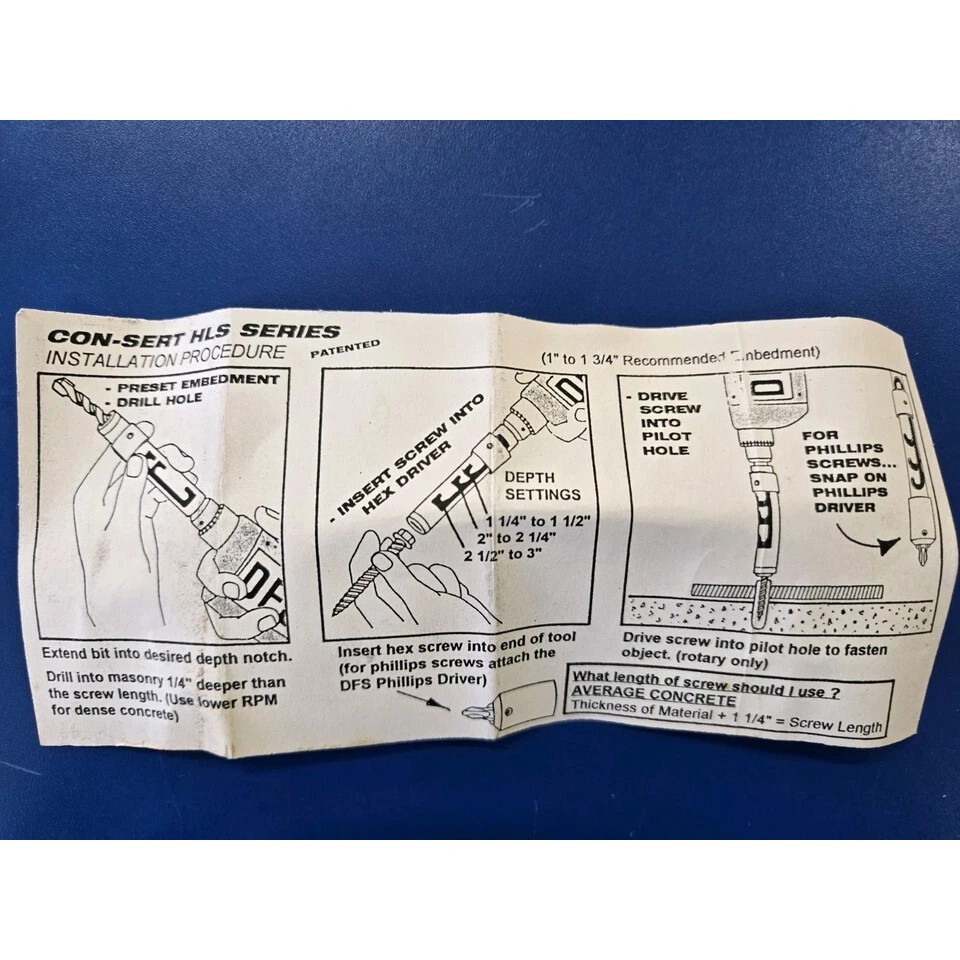 CON-SERT HLS SERIES
INSTALLATION PROCEDURE
PATENTED
(1" to 1 3/4" Recommended Embedment)
- PRESET EMBEDMENT
- DRILL HOLE
DFS
Extend bit into desired depth notch.
Drill into masonry 1/4" deeper than
the screw length. (Use lower RPM
for dense concrete)
- INSERT SCREW INTO
HEX DRIVER
DEPTH
SETTINGS
1 1/4" to 1 1/2"
2" to 2 1/4"
2 1/2" to 3"
D
Insert hex screw into end of tool
(for phillips screws attach the
DFS Phillips Driver)
- DRIVE
SCREW
INTO
PILOT
HOLE
D
FOR
PHILLIPS
SCREWS...
SNAP ON
PHILLIPS
DRIVER
Drive screw into pilot hole to fasten
object. (rotary only)
What length of screw should I use ?
AVERAGE CONCRETE
Thickness of Material + 1 1/4" = Screw Length